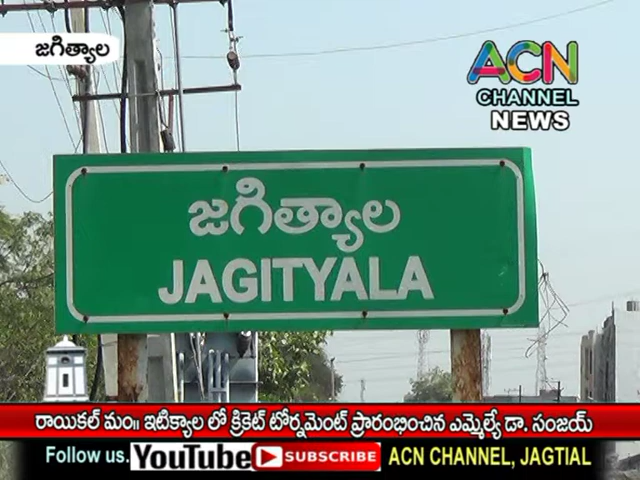 జగిత్యాల
ACN
CHANNEL
NEWS
జగిత్యాల
JAGITYALA
రాయికల్ మం॥ ఇటిక్యాల లో క్రికెట్ టోర్నమెంట్ ప్రారంభించిన ఎమ్మెల్యే డా. సంజయ్
Follow us. YouTube SUBSCRIBE ACN CHANNEL, JAGTIAL